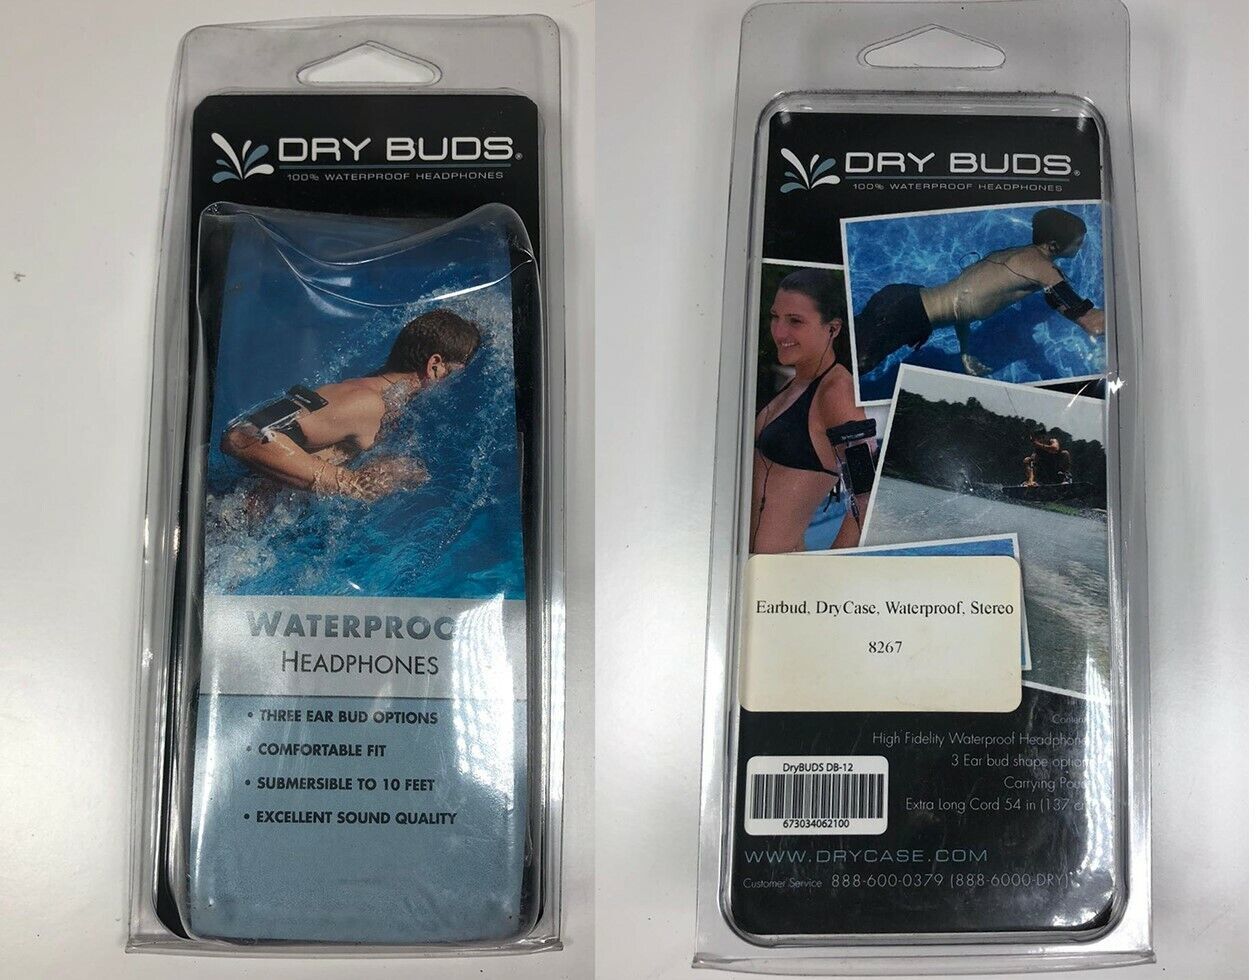 DRY BUDS®
100% WATERPROOF HEADPHONES
WATERPROO
HEADPHONES
• THREE EAR BUD OPTIONS
• COMFORTABLE FIT
• SUBMERSIBLE TO 10 FEET
• EXCELLENT SOUND QUALITY
DRY BUDS®
100% WATERPROOF HEADPHONES
Earbud, DryCase, Waterproof, Stereo
8267
High Fidelity Waterproof Headphone
3 Ear bud shape option
Carrying
Extra Long Cord 54 in (137
DryBUDS DB-12
673034062100
WWW.DRYCASE.COM
Customer Service 888-600-0379 (888-6000-DRY)